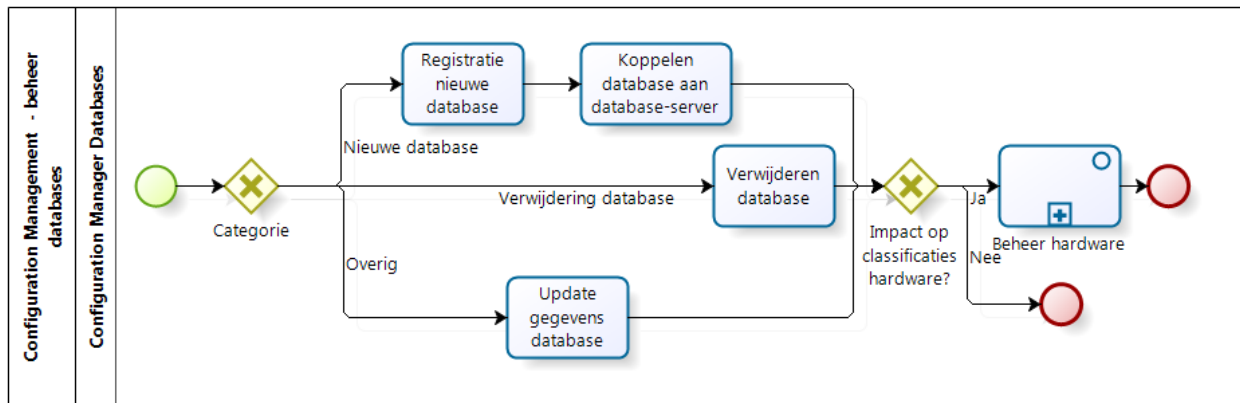 Configuration Management - beheer
databases
Configuration Manager Databases
Registratie
nieuwe
database
Koppelen
database aan
database-server
Nieuwe database
Categorie
Verwijdering database
Verwijderen
database
Overig
Update
gegevens
database
Impact op
classificaties
hardware?
Ja
Nee
Beheer hardware